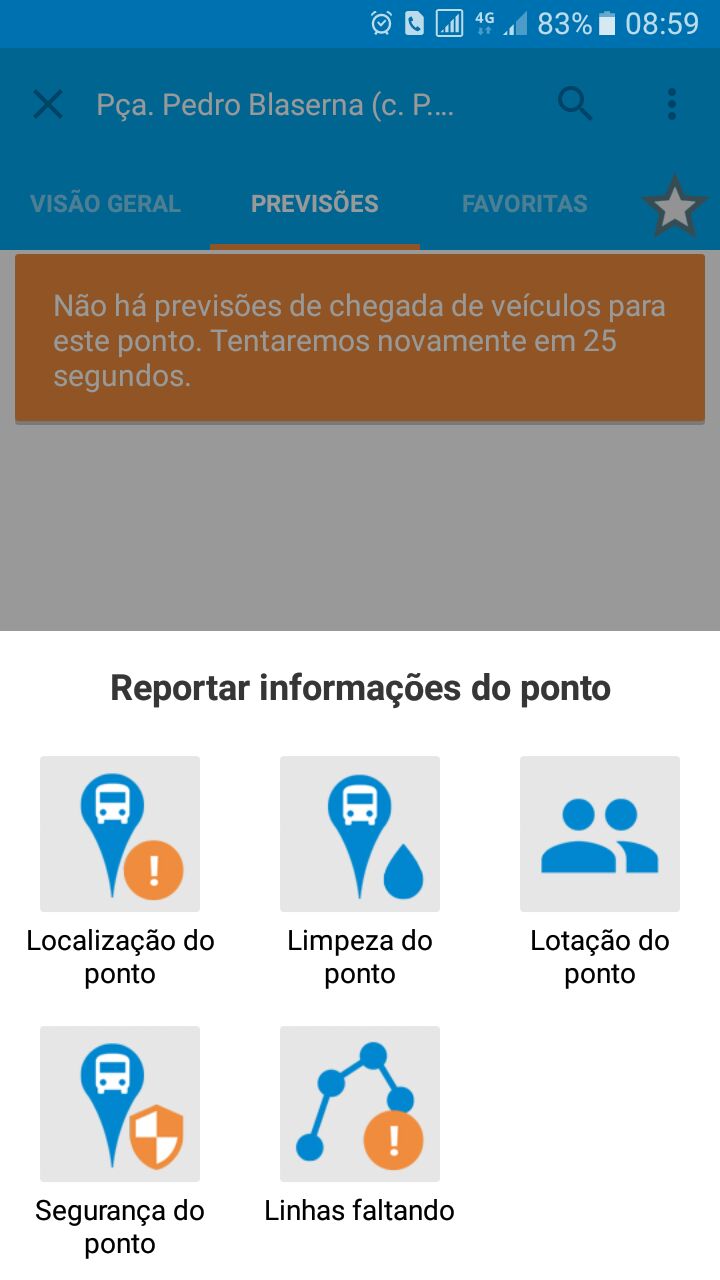 4G 83% 08:59
Pça. Pedro Blaserna (c. P....
VISÃO GERAL PREVISÕES FAVORITAS
Não há previsões de chegada de veículos para
este ponto. Tentaremos novamente em 25
segundos.
Reportar informações do ponto
Localização do
ponto
Limpeza do
ponto
Lotação do
ponto
Segurança do
ponto
Linhas faltando